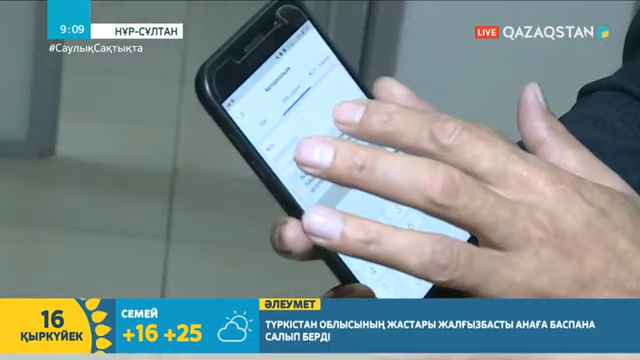 9:09
НҰР-СҰЛТАН
#СаулықСақтықта
LIVE QAZAQSTAN
Авторизация
16
ҚЫРКҮЙЕК
СЕМЕЙ
+16 +25
ӘЛЕУМЕТ
ТҮРКІСТАН ОБЛЫСЫНЫҢ ЖАСТАРЫ ЖАЛҒЫЗБАСТЫ АНАҒА БАСПАНА
САЛЫП БЕРДІ